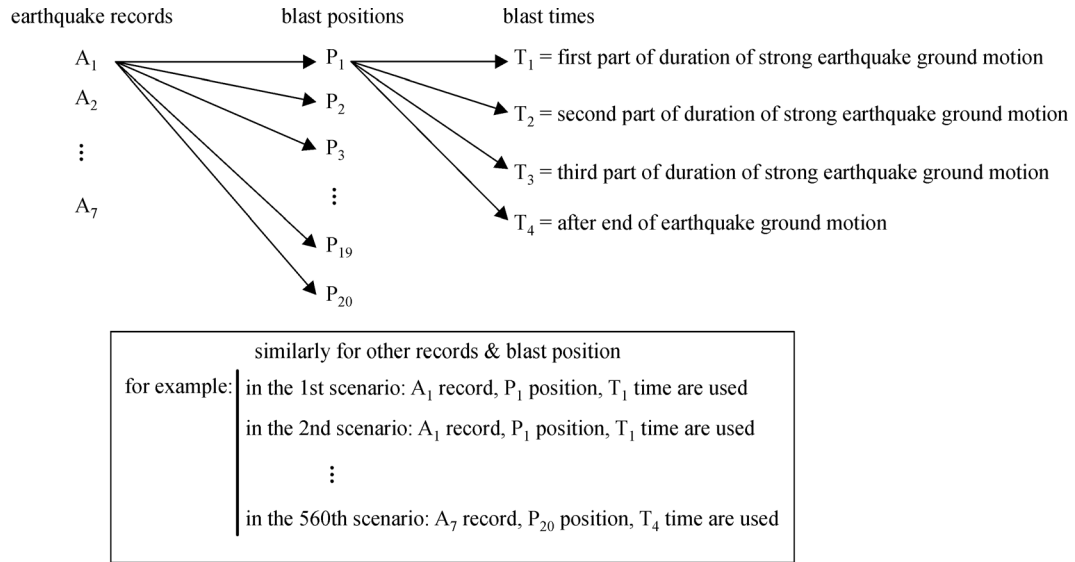 earthquake records blast positions blast times
A₁ P₁ T₁ = first part of duration of strong earthquake ground motion
A₂ P₂ T₂ = second part of duration of strong earthquake ground motion
⋮ P₃ T₃ = third part of duration of strong earthquake ground motion
A₇ ⋮ T₄ = after end of earthquake ground motion
P₁₉
P₂₀
similarly for other records & blast position
for example: in the 1st scenario: A₁ record, P₁ position, T₁ time are used
in the 2nd scenario: A₁ record, P₁ position, T₁ time are used
⋮
in the 560th scenario: A₇ record, P₂₀ position, T₄ time are used